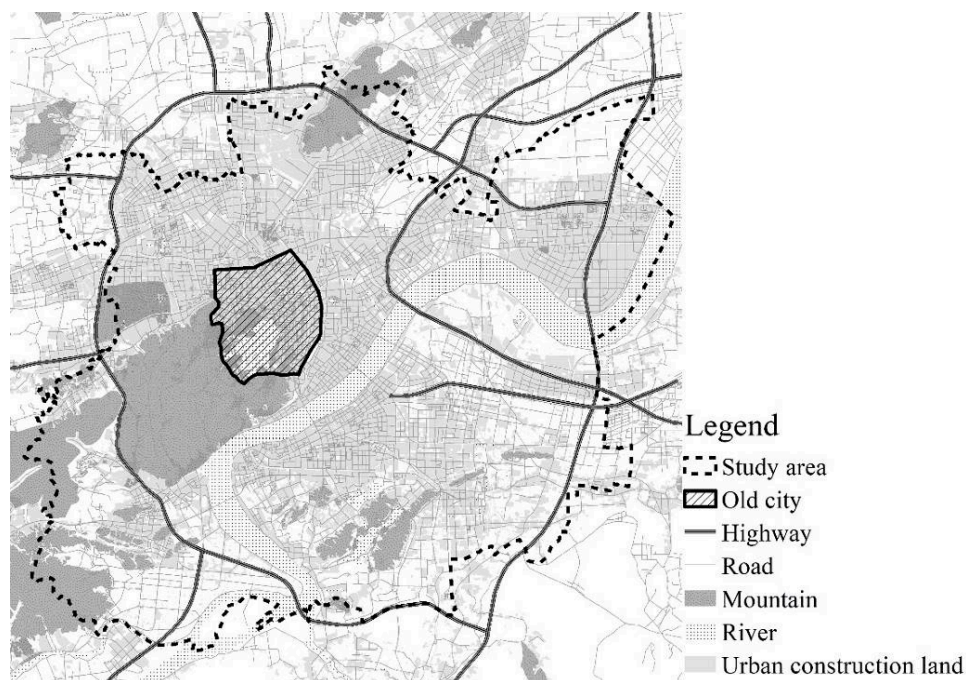 Legend
Study area
Old city
Highway
Road
Mountain
River
Urban construction land